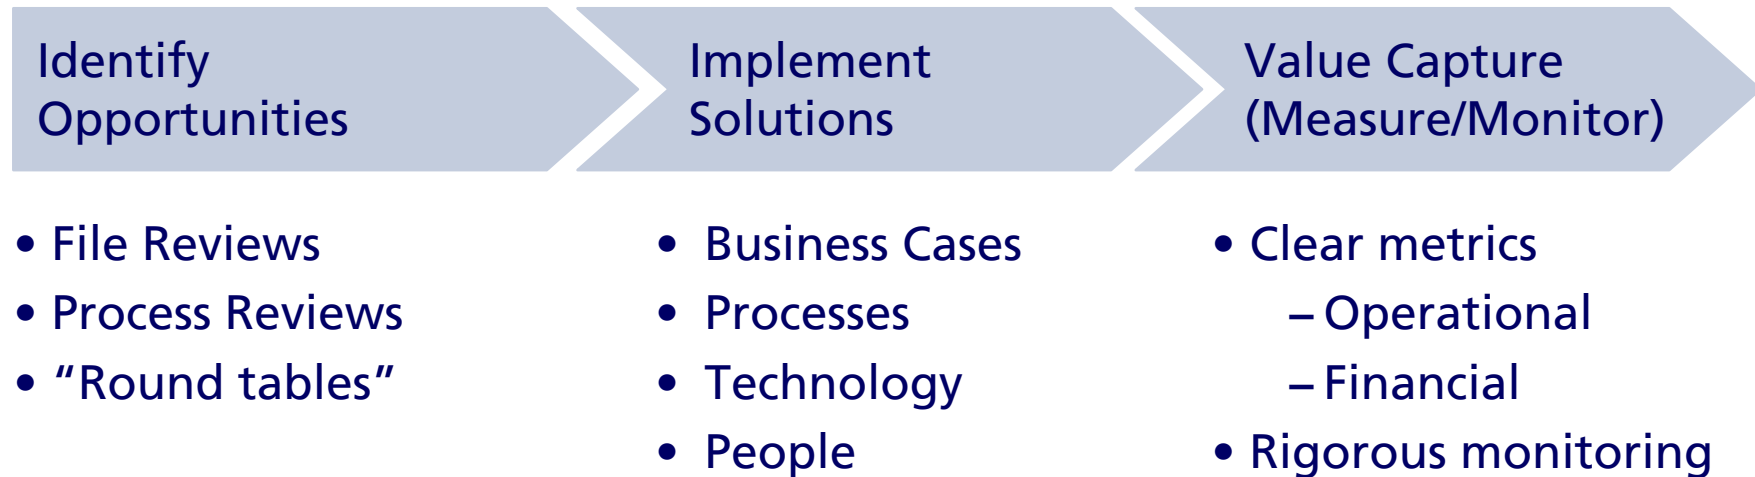 Identify
Opportunities
Implement
Solutions
Value Capture
(Measure/Monitor)
• File Reviews
• Process Reviews
• “Round tables”
• Business Cases
• Processes
• Technology
• People
• Clear metrics
– Operational
– Financial
• Rigorous monitoring